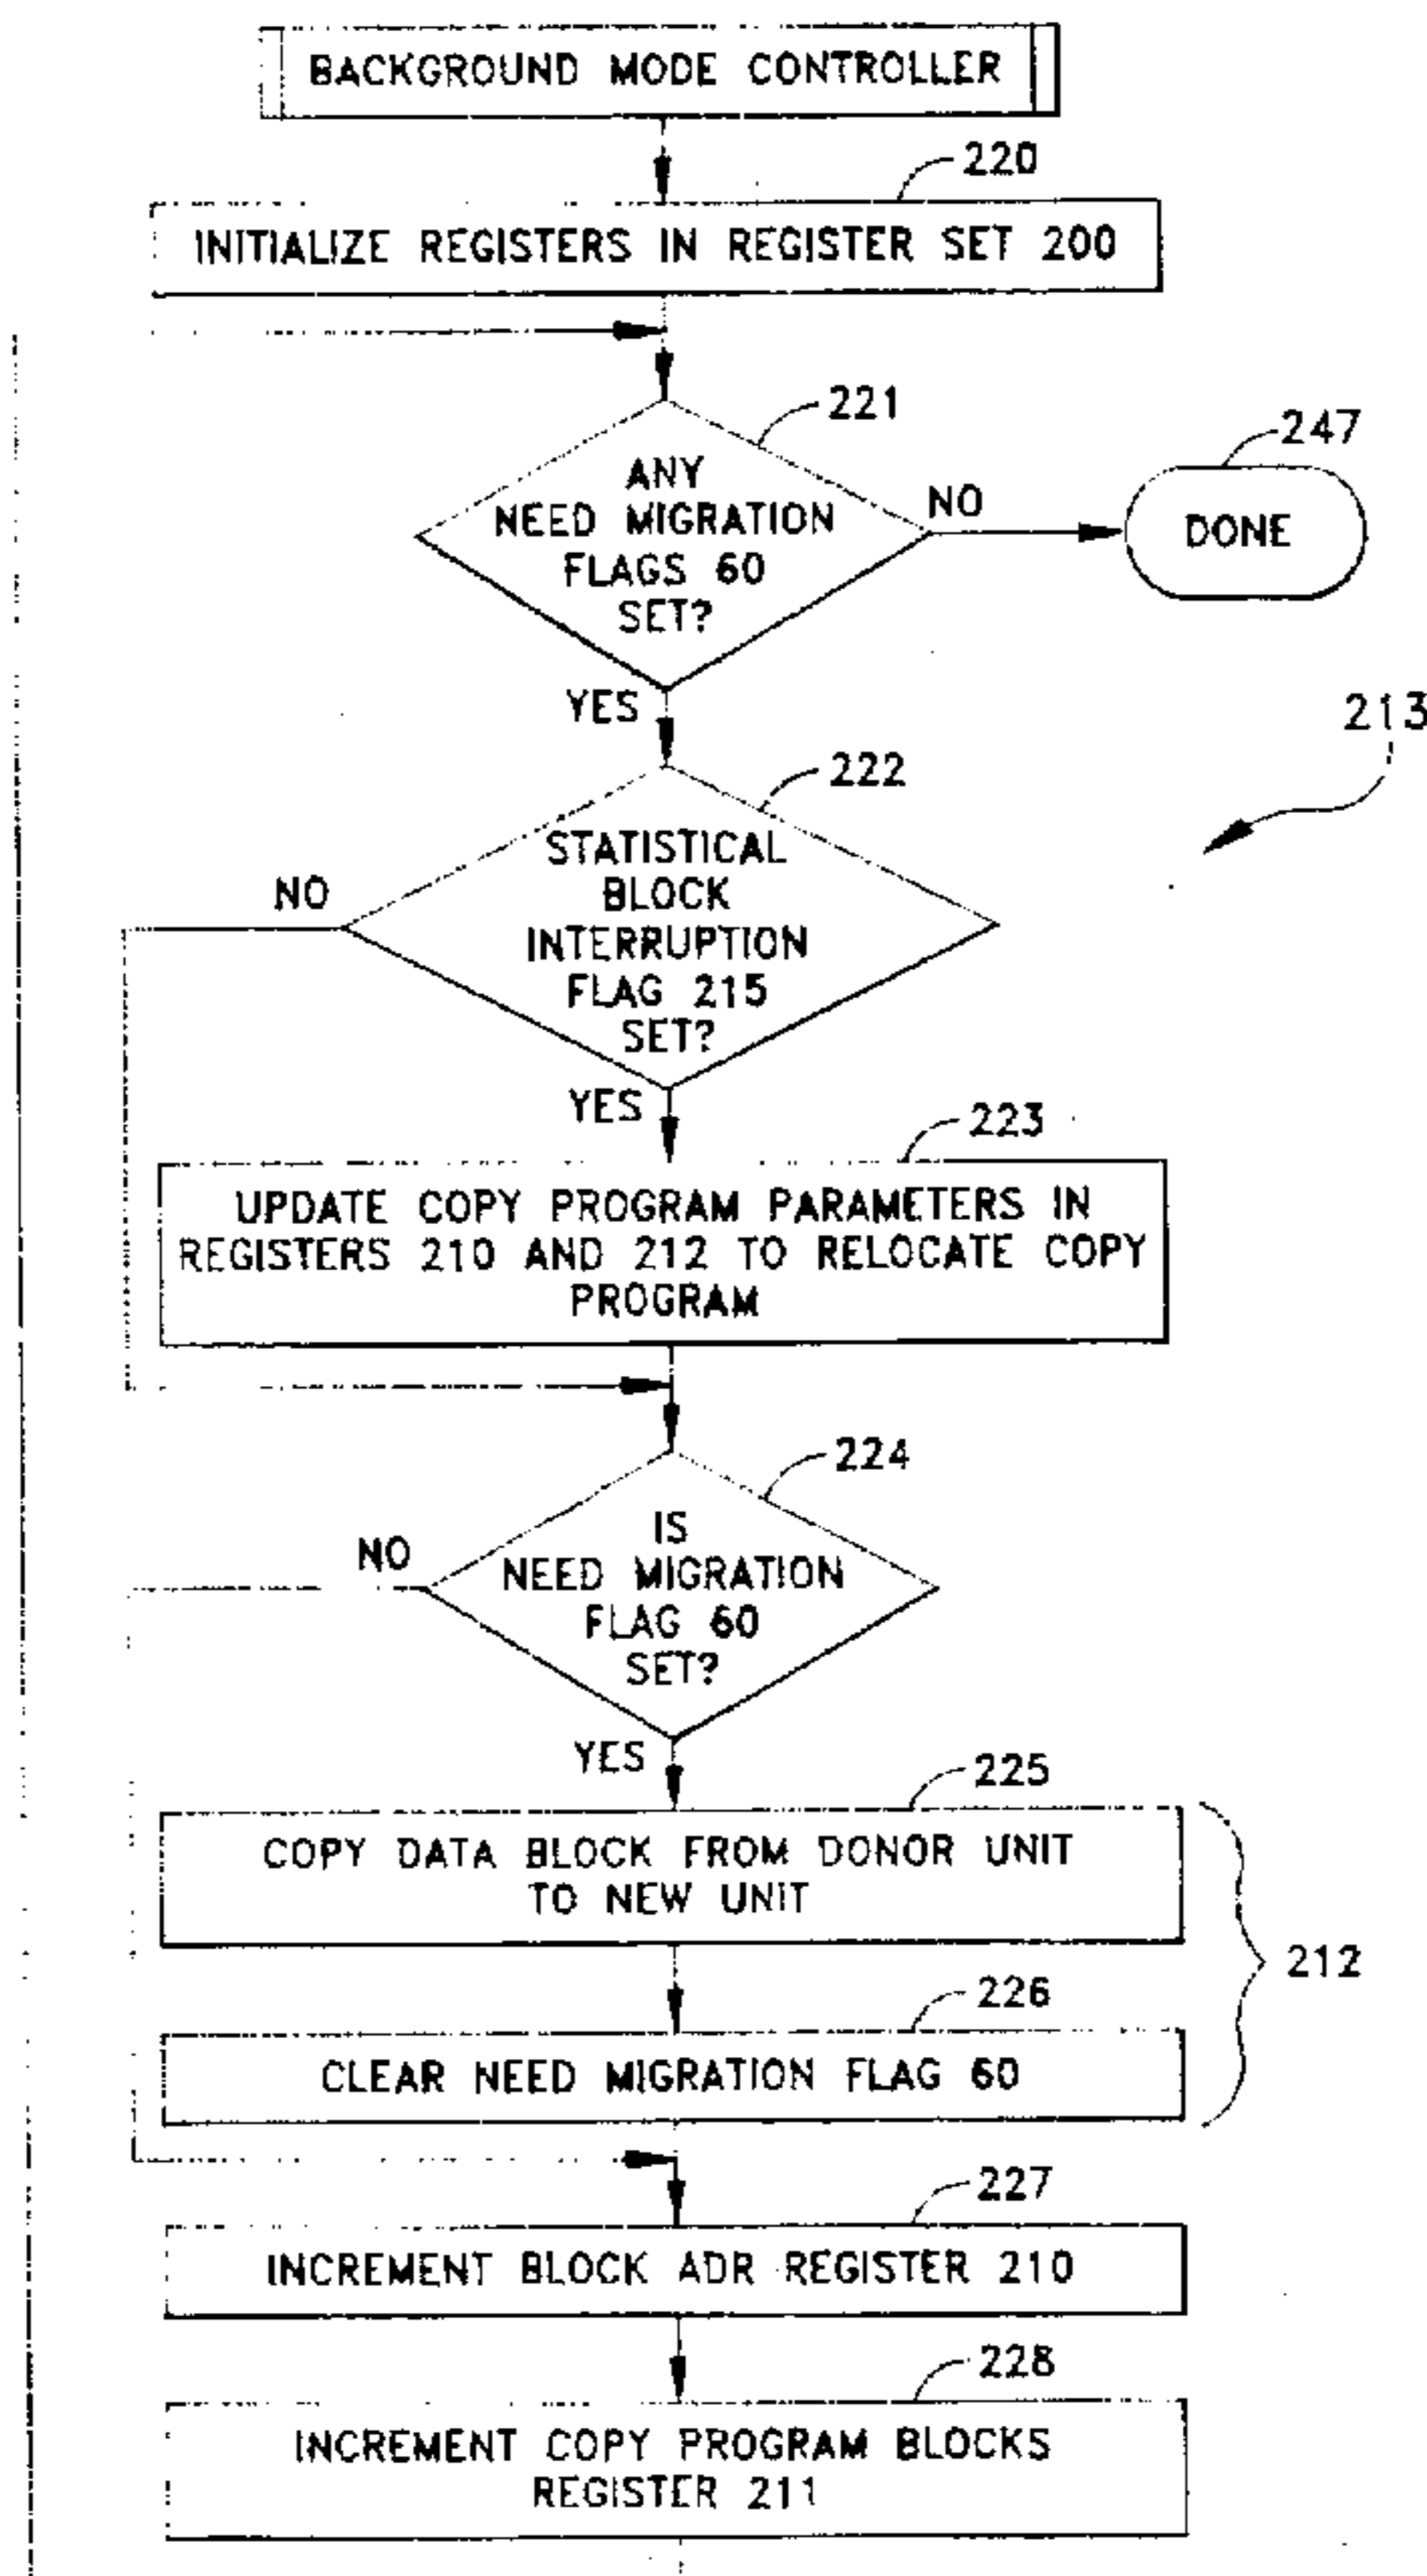 BACKGROUND MODE CONTROLLER
220
INITIALIZE REGISTERS IN REGISTER SET 200
221
ANY
NEED MIGRATION
FLAGS 60
SET?
NO
247
DONE
YES
213
222
STATISTICAL
BLOCK
INTERRUPTION
FLAG 215
SET?
NO
YES
223
UPDATE COPY PROGRAM PARAMETERS IN
REGISTERS 210 AND 212 TO RELOCATE COPY
PROGRAM
224
IS
NEED MIGRATION
FLAG 60
SET?
NO
YES
225
COPY DATA BLOCK FROM DONOR UNIT
TO NEW UNIT
212
226
CLEAR NEED MIGRATION FLAG 60
227
INCREMENT BLOCK ADR REGISTER 210
228
INCREMENT COPY PROGRAM BLOCKS
REGISTER 211